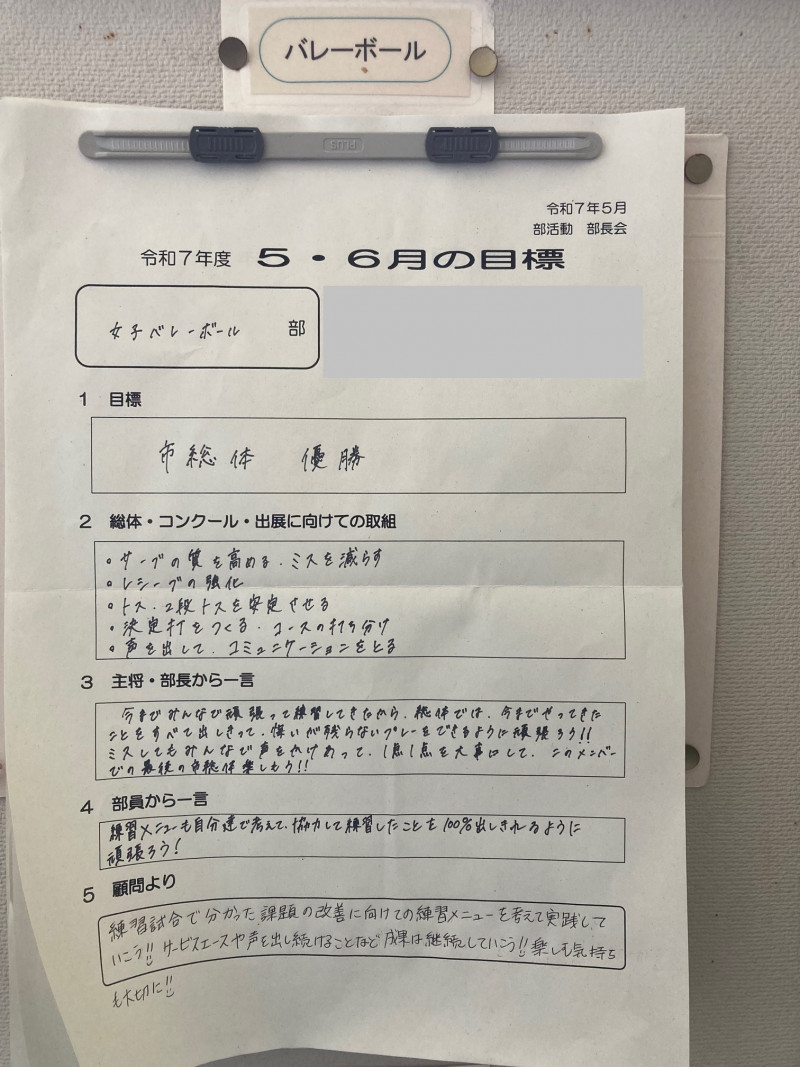 バレーボール
PLUS
令和7年5月
部活動　部長会
令和7年度　5・6月の目標
女子バレーボール　部
1　目標
市総体　優勝
2　総体・コンクール・出展に向けての取組
○サーブの質を高める．ミスを減らす
○レシーブの強化
○トス．2段トスを安定させる
○決定打をつくる．コースの打ち分け
○声を出して．コミュニケーションをとる
3　主将・部長から一言
今までみんなで頑張って練習してきたから、総体では、今までやってきた
ことをすべて出しきって、悔いが残らないプレーをできるように頑張ろう!!
ミスしてもみんなで声をかけあって、1点1点を大事にして、このメンバー
での最後の市総体楽しもう!!
4　部員から一言
練習メニューも自分達で考えて、協力して練習したことを100%出しきれるように
頑張ろう!
5　顧問より
練習試合で分かった課題の改善に向けての練習メニューを考えて実践して
いこう!! サービスエースや声を出し続けることなど成果は継続していこう!! 楽しむ気持ち
も大切に!!